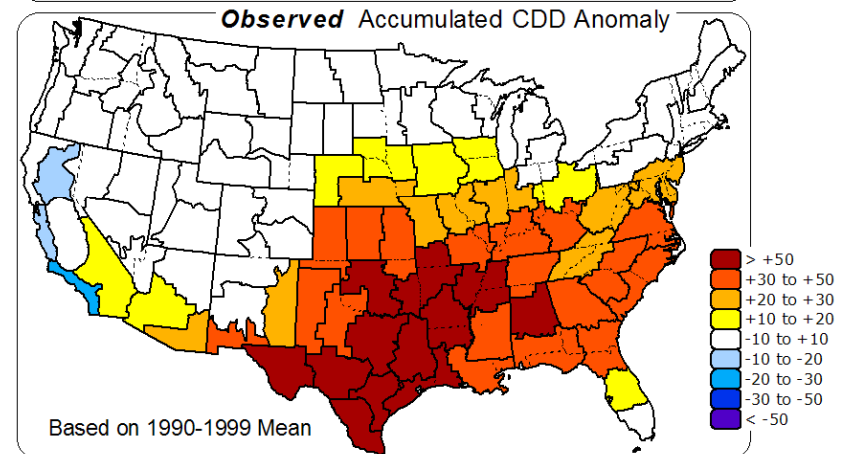 Observed Accumulated CDD Anomaly
> +50
+30 to +50
+20 to +30
+10 to +20
-10 to +10
-10 to -20
-20 to -30
-30 to -50
< -50
Based on 1990-1999 Mean